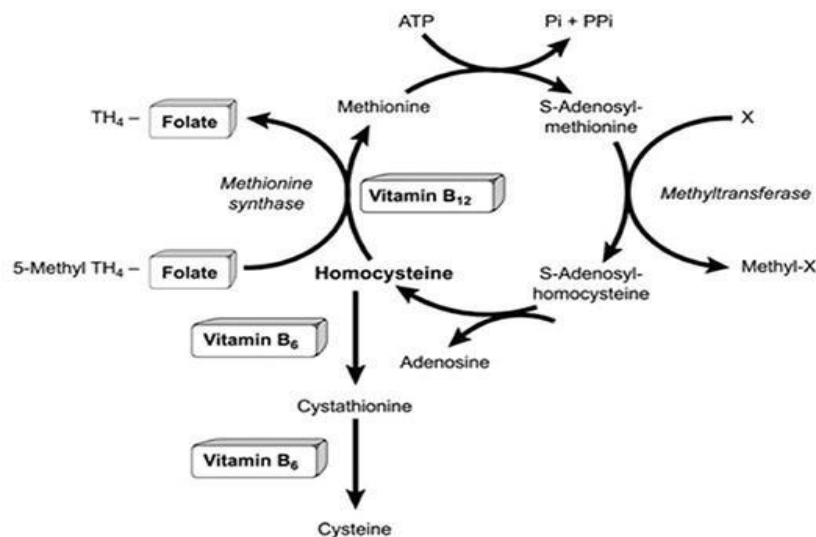 ATP
Pi + PPi
Methionine
S-Adenosyl-
methionine
TH₄ –
Folate
X
Methionine
synthase
Vitamin B₁₂
Methyltransferase
5-Methyl TH₄ –
Folate
Homocysteine
S-Adenosyl-
homocysteine
Methyl-X
Vitamin B₆
Adenosine
Cystathionine
Vitamin B₆
Cysteine